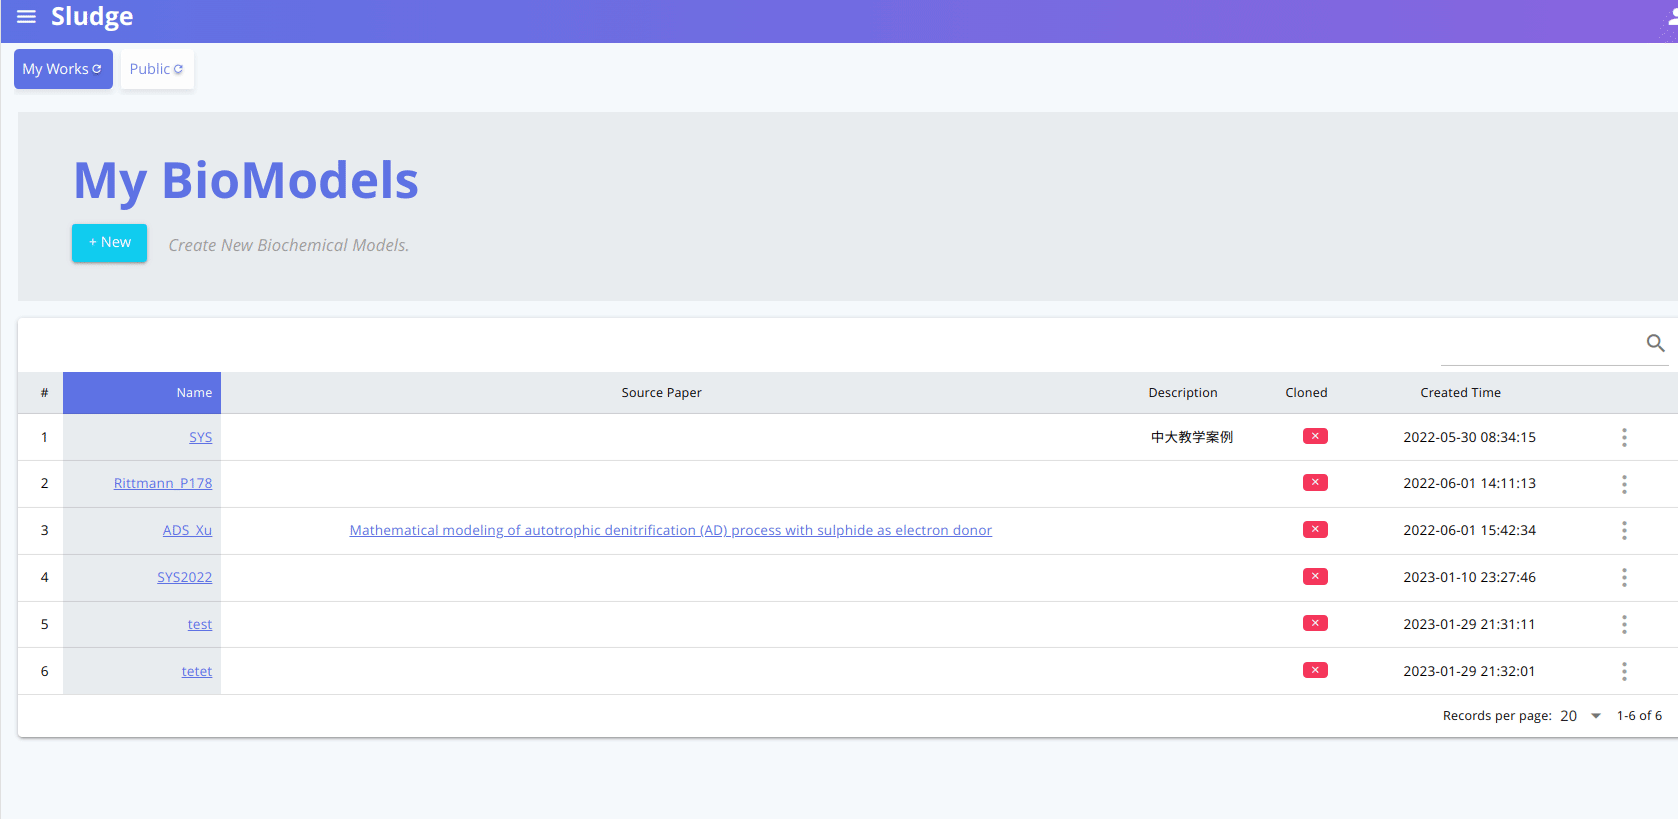 Sludge
My Works Public
My BioModels
+ New Create New Biochemical Models.
# Name Source Paper Description Cloned Created Time
1 SYS 中大教学案例 2022-05-30 08:34:15
2 Rittmann_P178 2022-06-01 14:11:13
3 ADS_Xu Mathematical modeling of autotrophic denitrification (AD) process with sulphide as electron donor 2022-06-01 15:42:34
4 SYS2022 2023-01-10 23:27:46
5 test 2023-01-29 21:31:11
6 tetet 2023-01-29 21:32:01
Records per page: 20 1-6 of 6